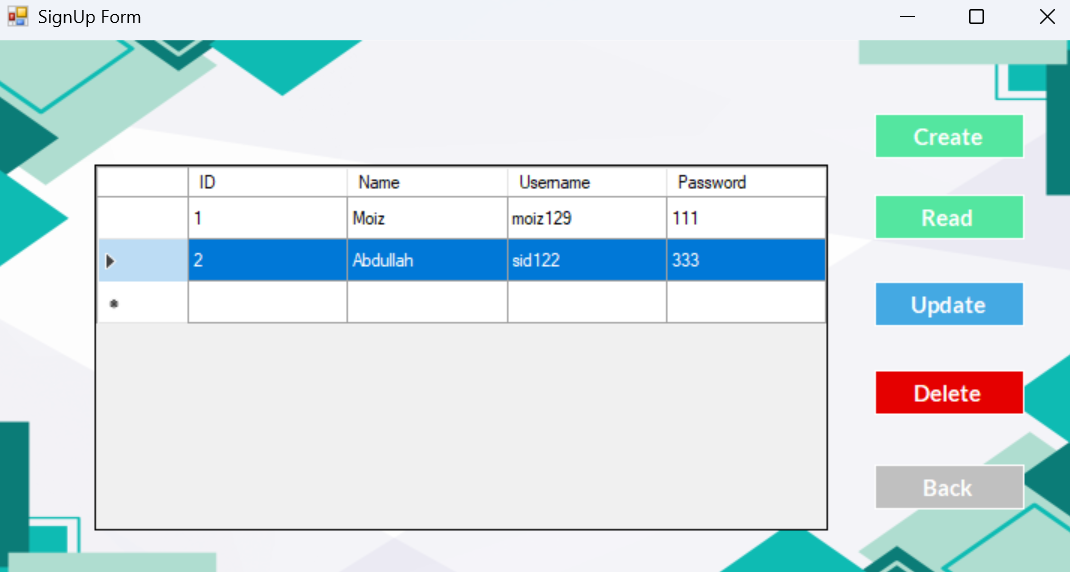 SignUp Form
ID Name Username Password
1 Moiz moiz129 111
2 Abdullah sid122 333
Create
Read
Update
Delete
Back